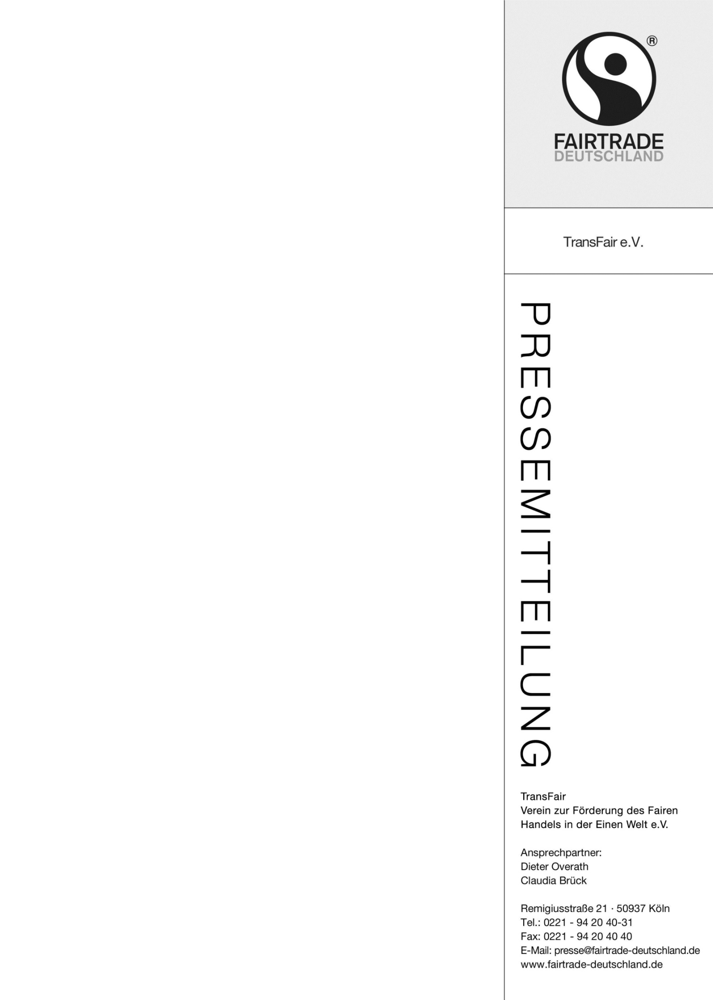 ®
FAIRTRADE
DEUTSCHLAND
TransFair e.V.
PRESSEMITTEILUNG
TransFair
Verein zur Förderung des Fairen
Handels in der Einen Welt e.V.
Ansprechpartner:
Dieter Overath
Claudia Brück
Remigiusstraße 21 · 50937 Köln
Tel.: 0221 - 94 20 40-31
Fax: 0221 - 94 20 40 40
E-Mail: presse@fairtrade-deutschland.de
www.fairtrade-deutschland.de